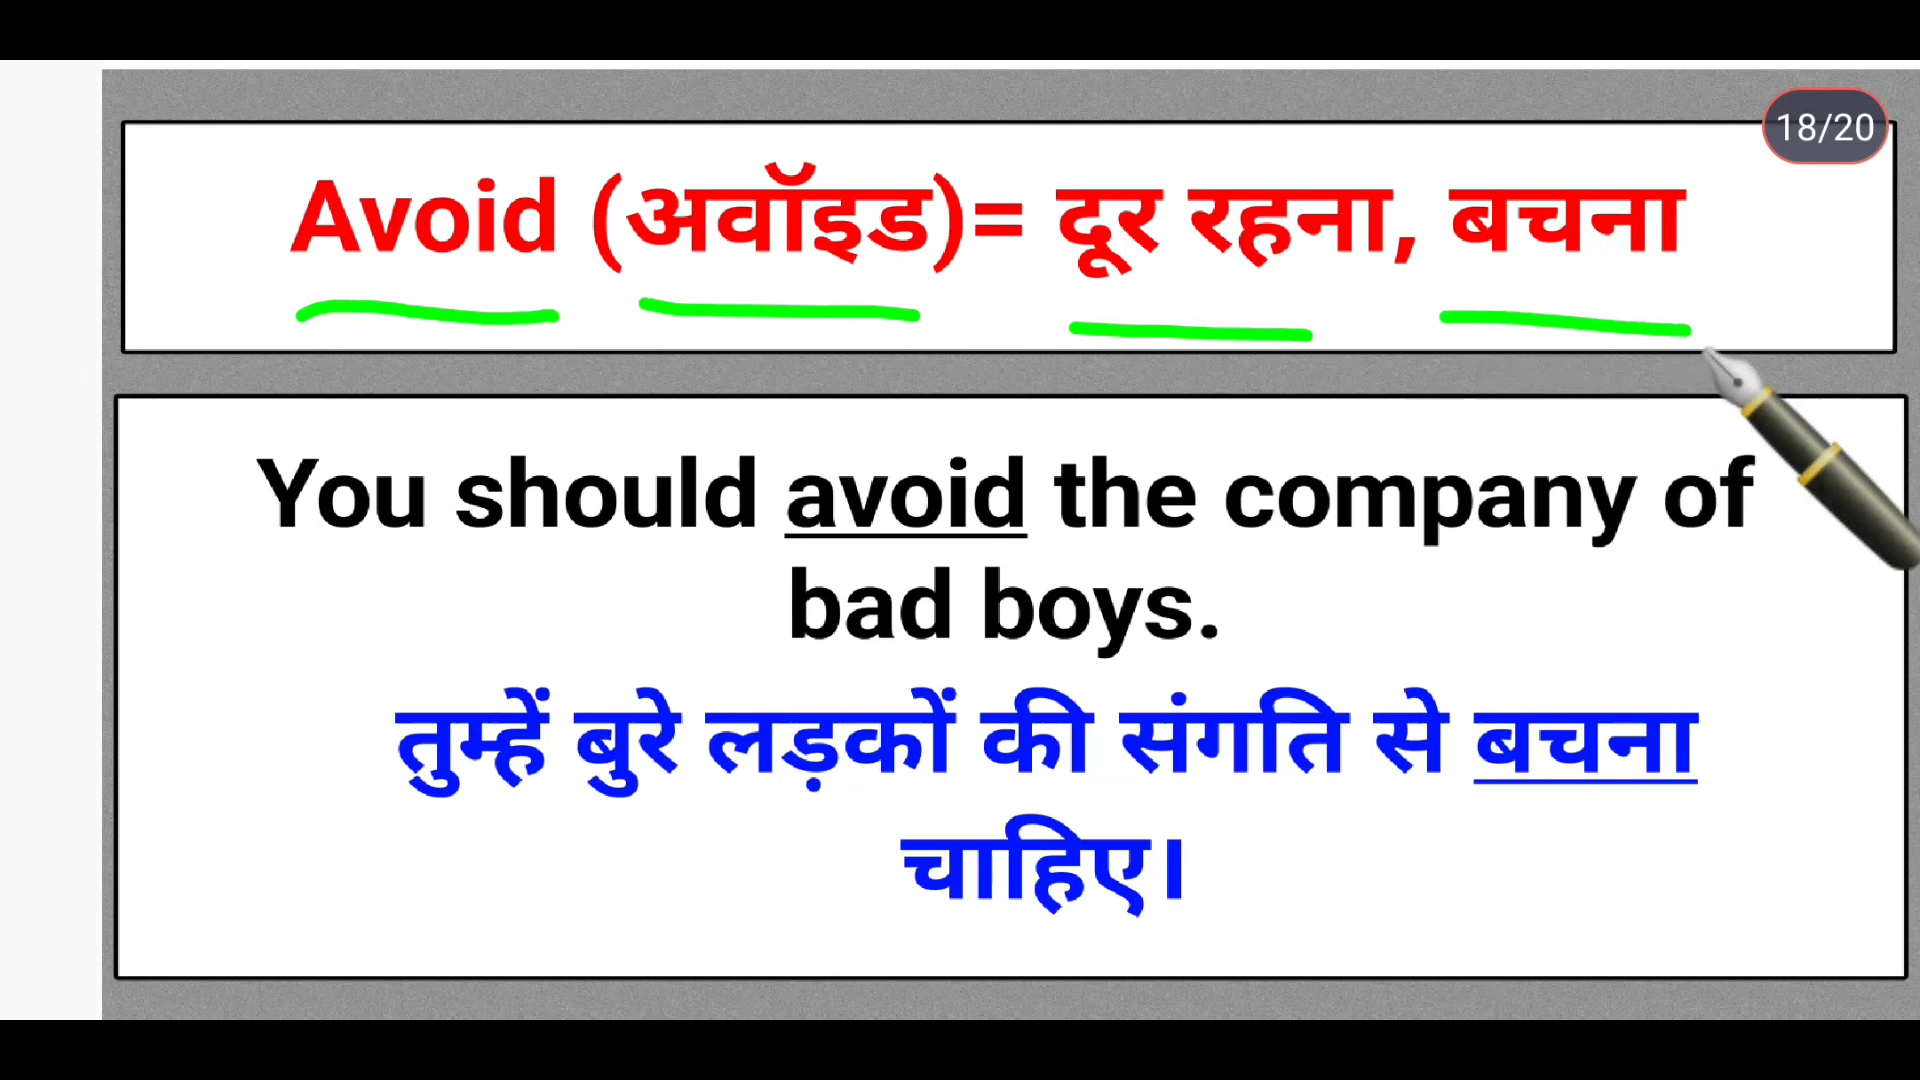 18/20
Avoid (अवॉइड)= दूर रहना, बचना
You should avoid the company of
bad boys.
तुम्हें बुरे लड़कों की संगति से बचना
चाहिए।